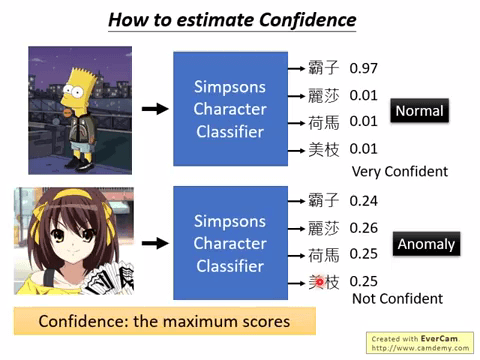 How to estimate Confidence
Simpsons
Character
Classifier
霸子 0.97
麗莎 0.01
荷馬 0.01
美枝 0.01
Normal
Very Confident
Simpsons
Character
Classifier
霸子 0.24
麗莎 0.26
荷馬 0.25
美枝 0.25
Anomaly
Not Confident
Confidence: the maximum scores
Created with EverCam.
http://www.camdemy.com